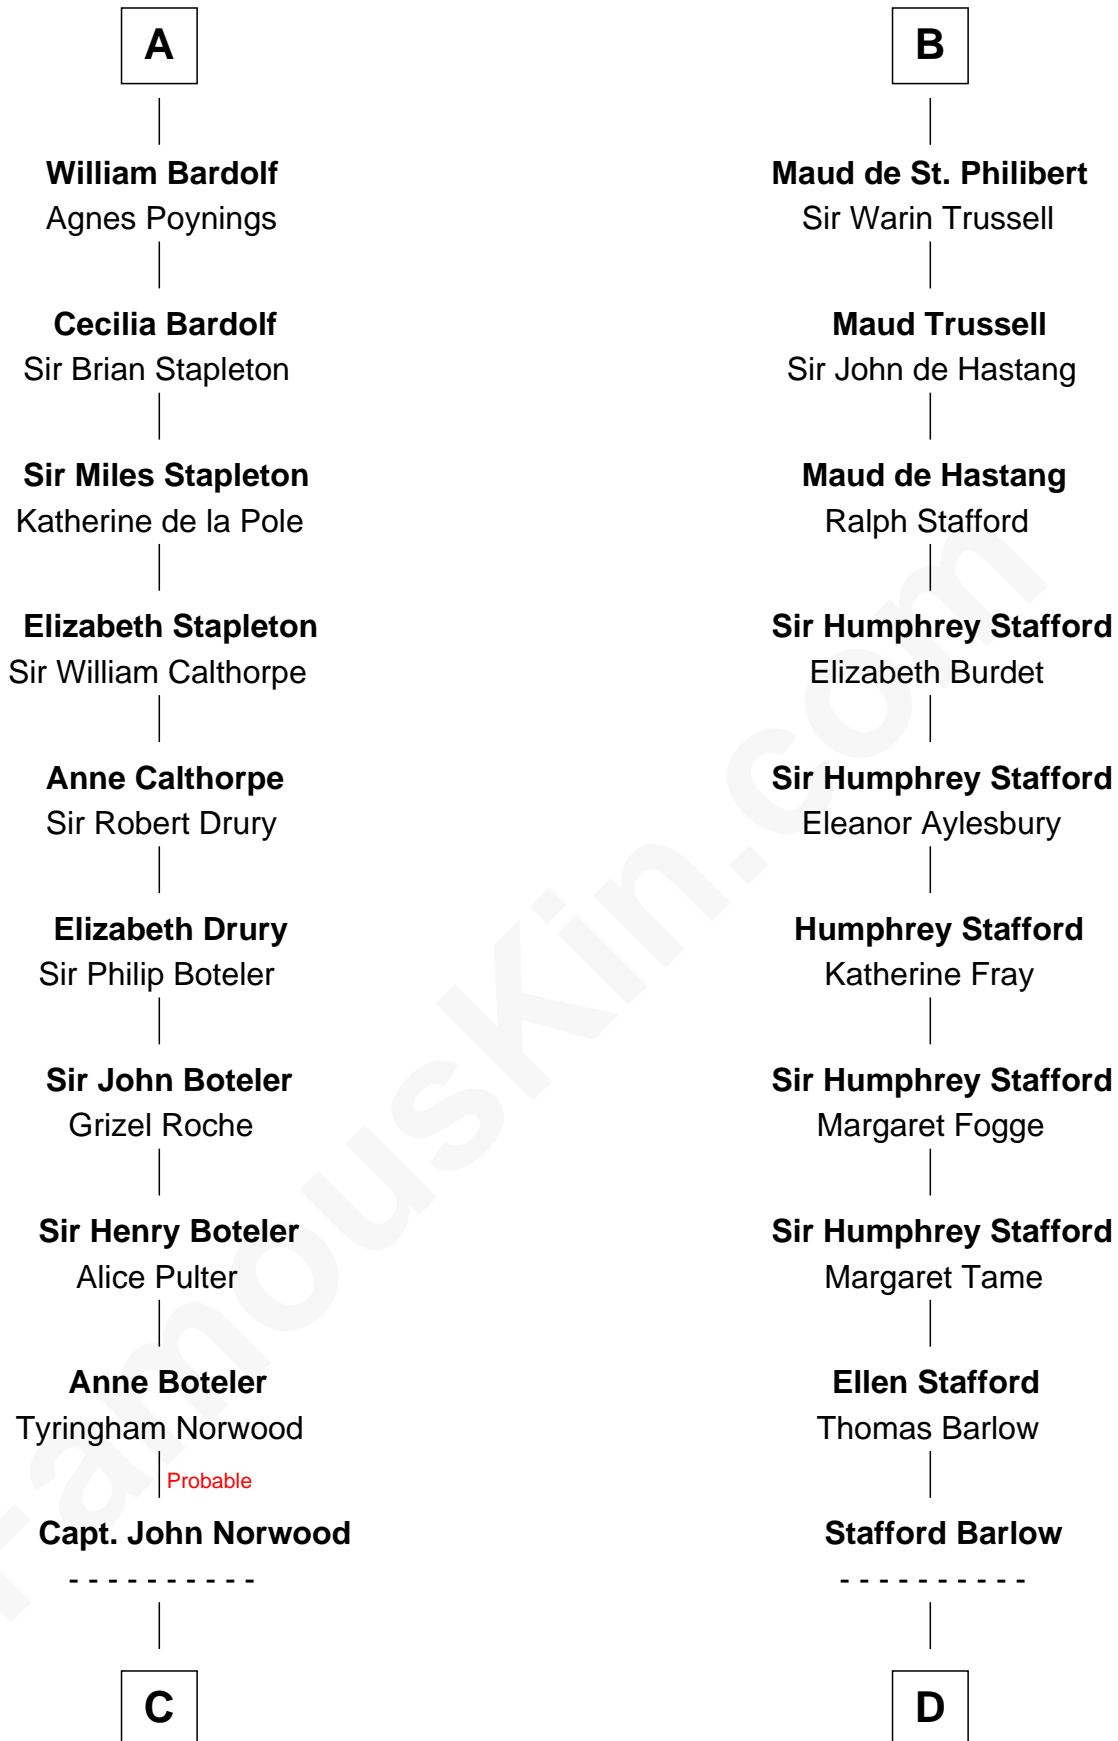 A
William Bardolf
Agnes Poynings
Cecilia Bardolf
Sir Brian Stapleton
Sir Miles Stapleton
Katherine de la Pole
Elizabeth Stapleton
Sir William Calthorpe
Anne Calthorpe
Sir Robert Drury
Elizabeth Drury
Sir Philip Boteler
Sir John Boteler
Grizel Roche
Sir Henry Boteler
Alice Pulter
Anne Boteler
Tyringham Norwood
Probable
Capt. John Norwood
- - - - - - - - - -
C
B
Maud de St. Philibert
Sir Warin Trussell
Maud Trussell
Sir John de Hastang
Maud de Hastang
Ralph Stafford
Sir Humphrey Stafford
Elizabeth Burdet
Sir Humphrey Stafford
Eleanor Aylesbury
Humphrey Stafford
Katherine Fray
Sir Humphrey Stafford
Margaret Fogge
Sir Humphrey Stafford
Margaret Tame
Ellen Stafford
Thomas Barlow
Stafford Barlow
- - - - - - - - - -
D
FamousKin.com